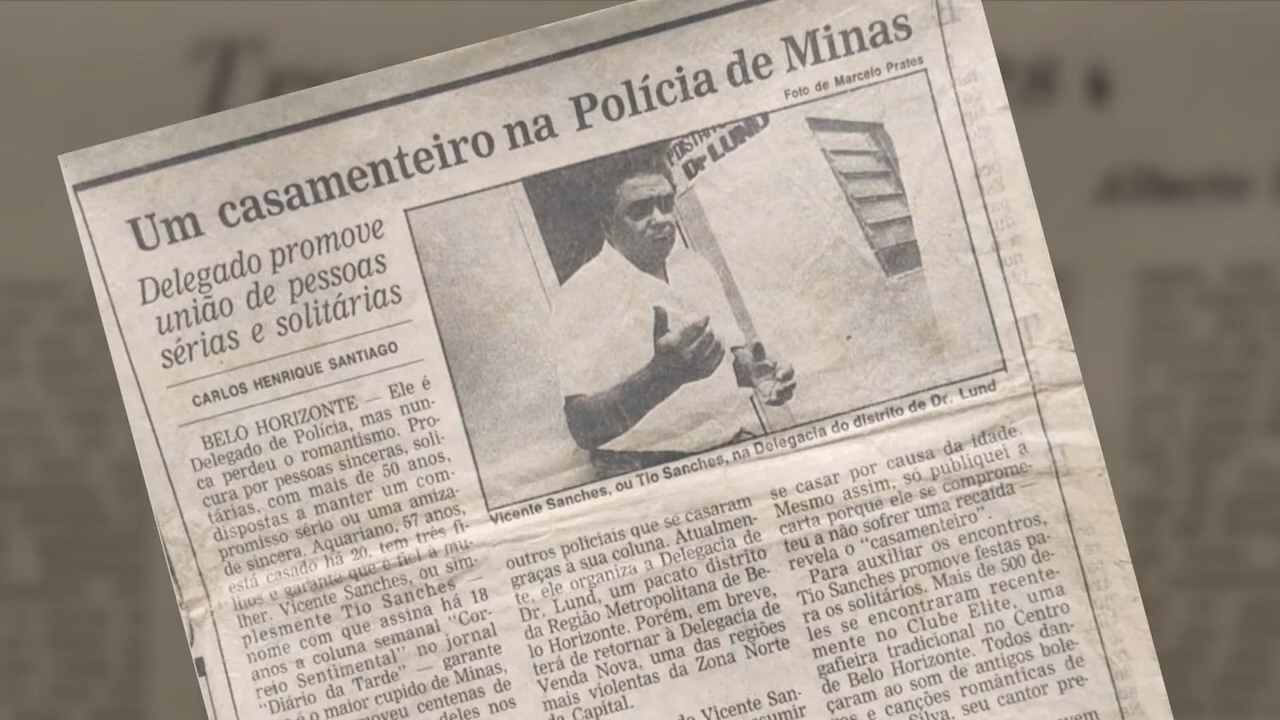 Um casamenteiro na Polícia de Minas
Foto de Marcelo Prates
Delegado promove
união de pessoas
sérias e solitárias
CARLOS HENRIQUE SANTIAGO
POSTO
Dr LUND
Vicente Sanches, ou Tio Sanches, na Delegacia do distrito de Dr. Lund
BELO HORIZONTE — Ele é
Delegado de Polícia, mas nun-
ca perdeu o romantismo. Pro-
cura por pessoas sinceras, soli-
tárias, com mais de 50 anos,
dispostas a manter um com-
promisso sério ou uma amiza-
de sincera. Aquariano, 57 anos,
está casado há 20, tem três fi-
lhos e garante que é fiel à mu-
lher. Vicente Sanches, ou sim-
plesmente Tio Sanches —
nome com que assina há 18
anos a coluna semanal “Cor-
reio Sentimental” no jornal
“Diário da Tarde” — garante
é o maior cupido de Minas,
moveu centenas de
deles nos
outros policiais que se casaram
graças à sua coluna. Atualmen-
te, ele organiza a Delegacia de
Dr. Lund, um pacato distrito
da Região Metropolitana de Be-
lo Horizonte. Porém, em breve,
terá de retornar à Delegacia de
Venda Nova, uma das regiões
mais violentas da Zona Norte
da Capital.
Vicente San-
se casar por causa da idade.
Mesmo assim, só publiquei a
carta porque ele se comprome-
teu a não sofrer uma recaída —
revela o “casamenteiro”.
Para auxiliar os encontros,
Tio Sanches promove festas pa-
ra os solitários. Mais de 500 de-
les se encontraram recente-
mente no Clube Elite, uma
gafieira tradicional no Centro
de Belo Horizonte. Todos dan-
çaram ao som de antigos bole-
e canções românticas de
Silva, seu cantor pre-